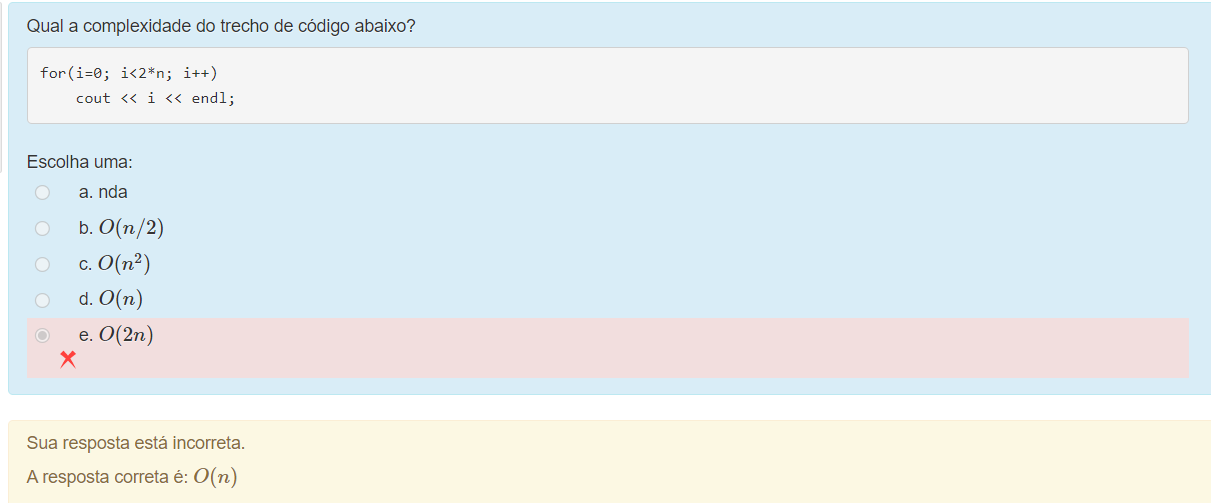 Qual a complexidade do trecho de código abaixo?
for(i=0; i<2*n; i++)
    cout << i << endl;
Escolha uma:
a. nda
b. O(n/2)
c. O(n²)
d. O(n)
e. O(2n)
Sua resposta está incorreta.
A resposta correta é: O(n)